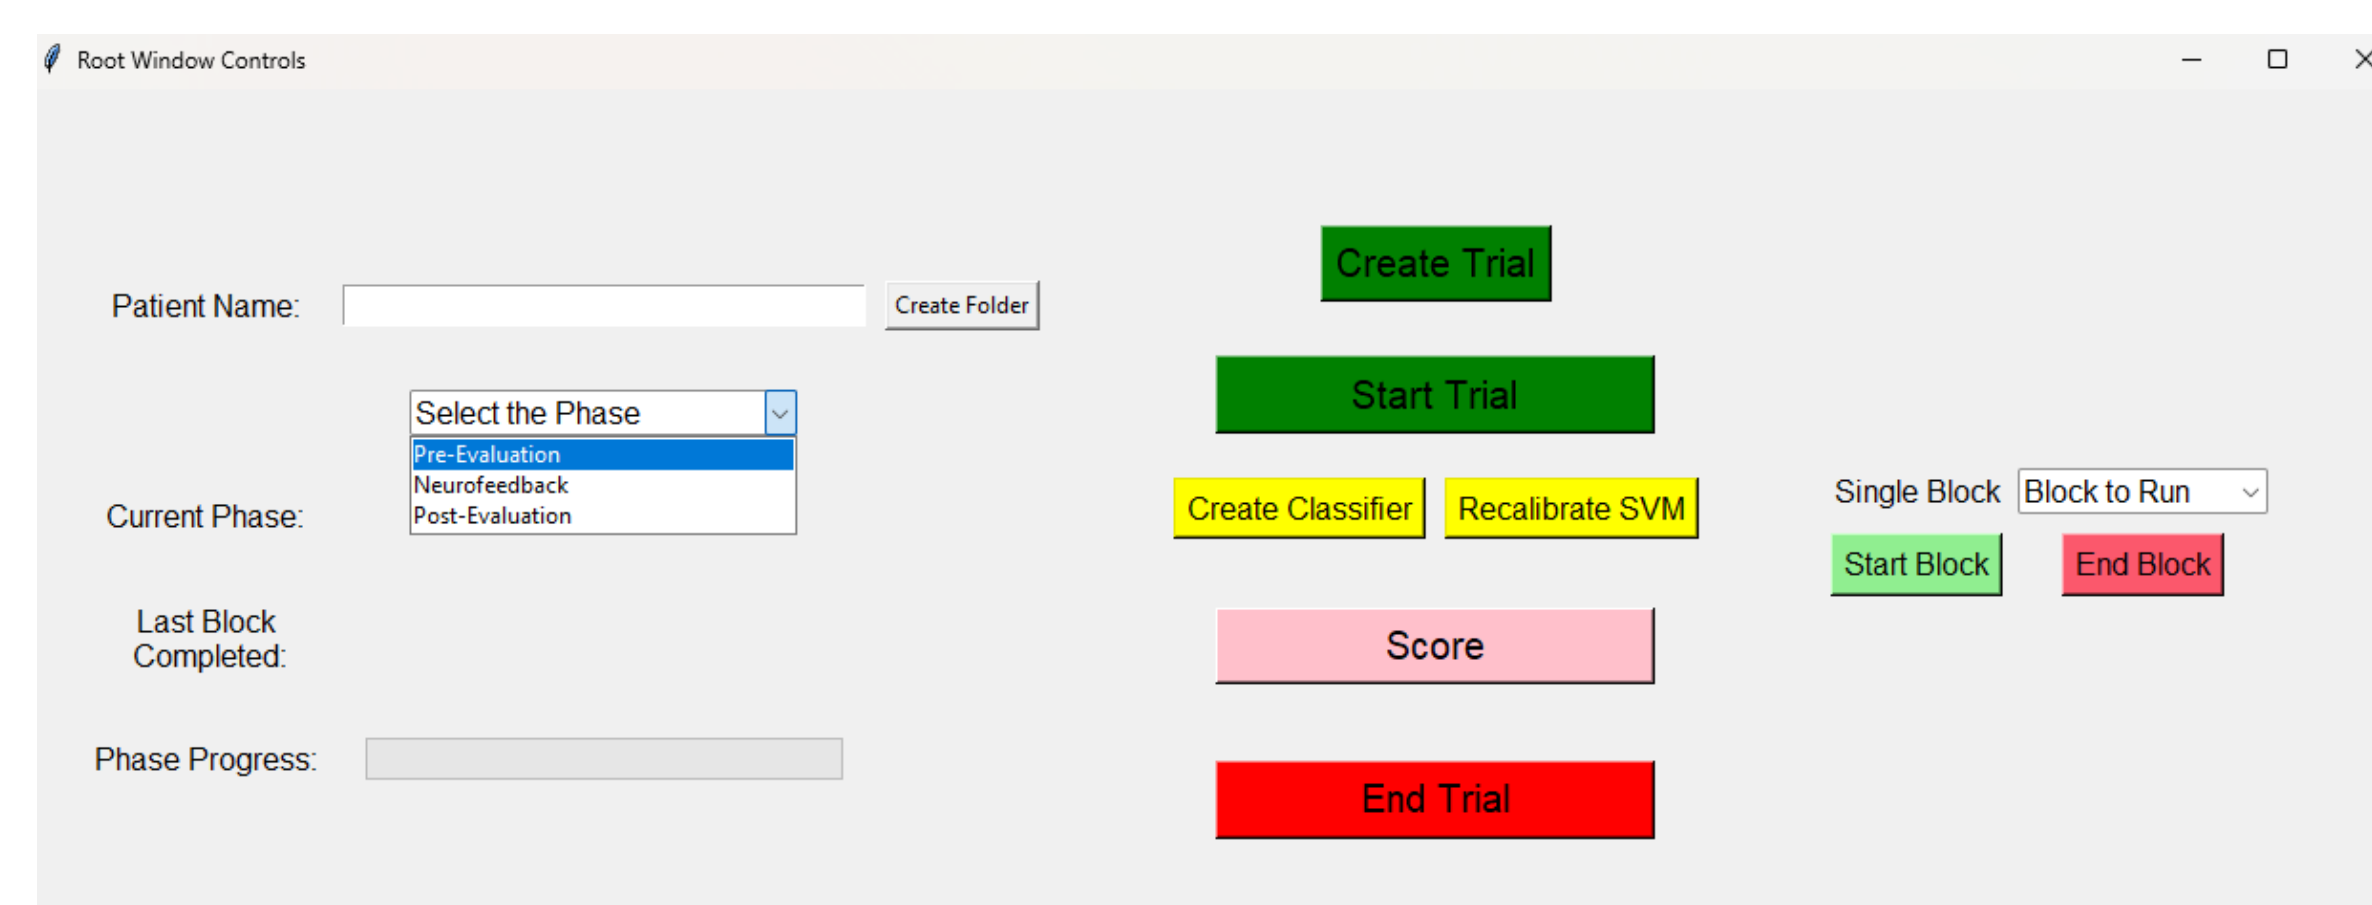 Root Window Controls
Patient Name:
Create Folder
Select the Phase
Pre-Evaluation
Neurofeedback
Post-Evaluation
Current Phase:
Last Block
Completed:
Phase Progress:
Create Trial
Start Trial
Create Classifier
Recalibrate SVM
Score
End Trial
Single Block
Block to Run
Start Block
End Block